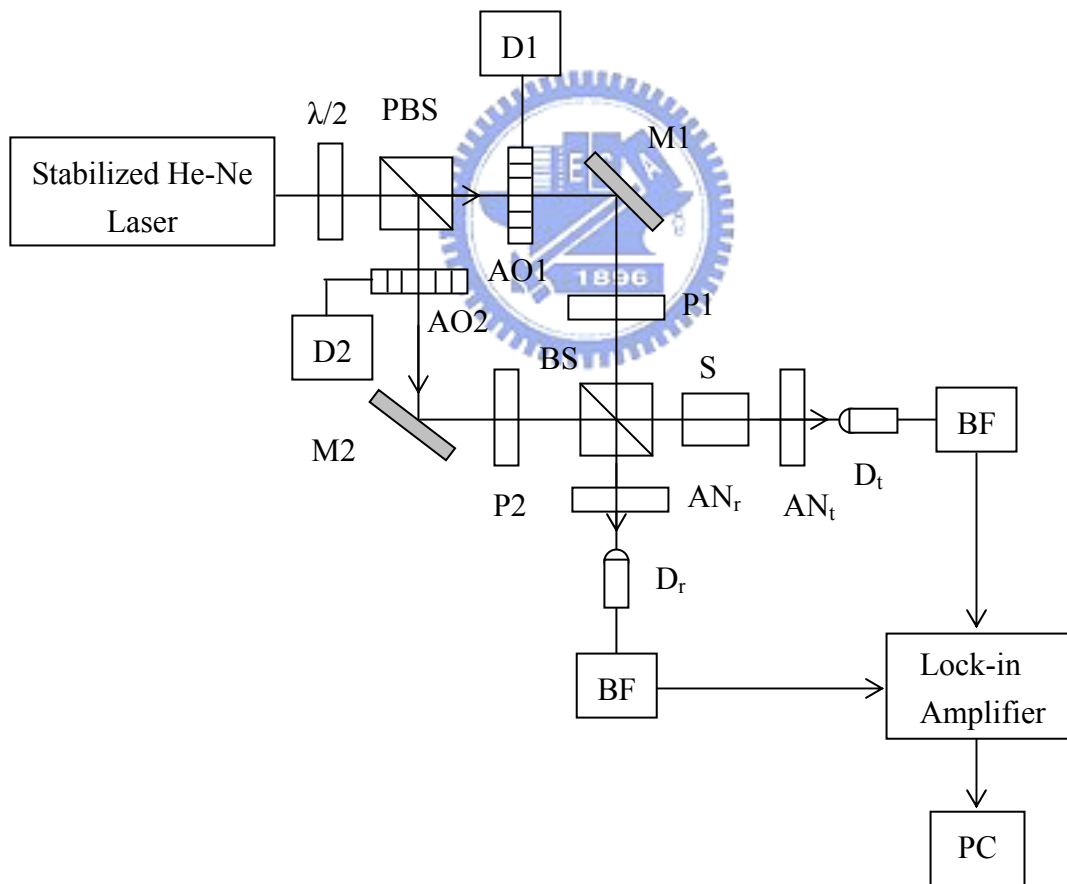 D1
λ/2
PBS
M1
Stabilized He-Ne
Laser
AO1
1896
P1
AO2
D2
BS
S
BF
M2
P2
ANr
ANt
Dt
Dr
BF
Lock-in
Amplifier
PC